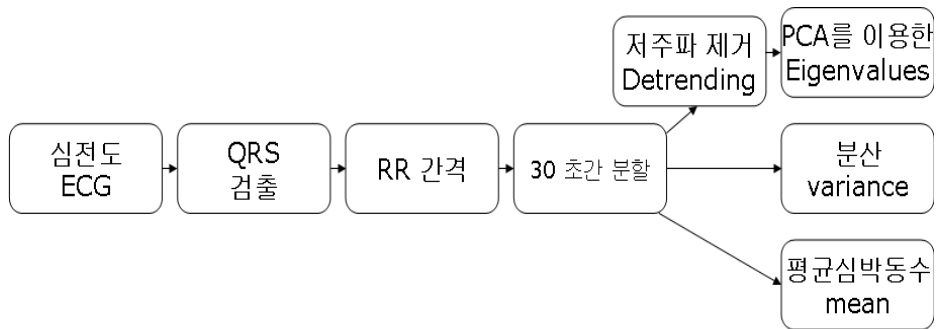 심전도
ECG
QRS
검출
RR 간격
30 초간 분할
저주파 제거
Detrending
PCA를 이용한
Eigenvalues
분산
variance
평균심박동수
mean